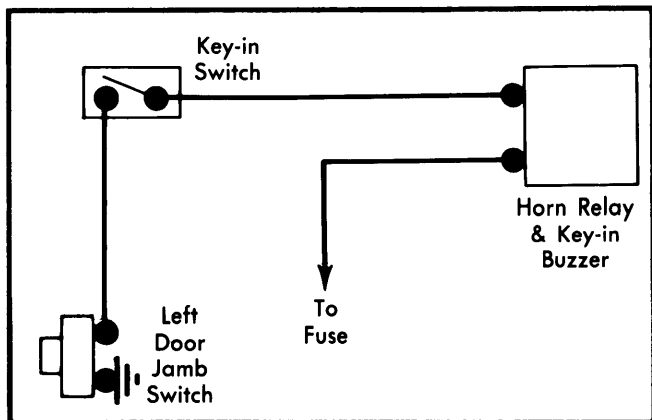 Key-in
Switch
Horn Relay
& Key-in
Buzzer
To
Fuse
Left
Door
Jamb
Switch